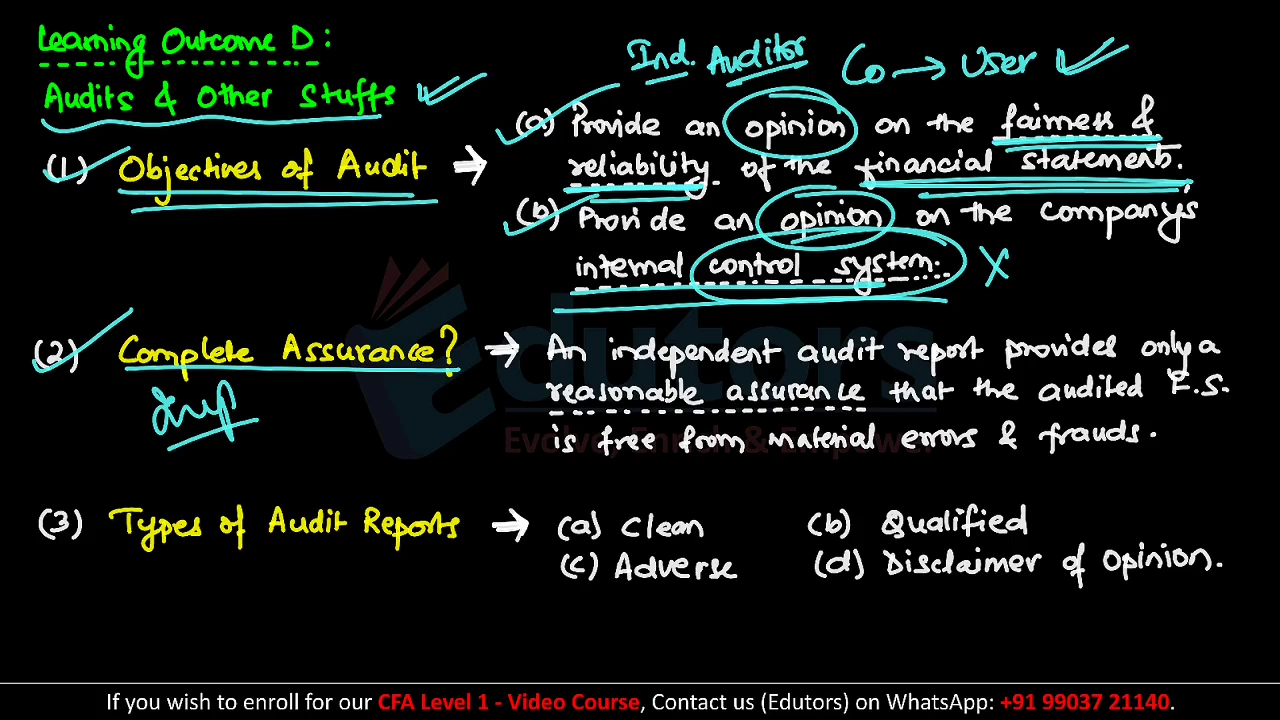 Learning Outcome D:
Audits & Other Stuffs
Ind. Auditor Co → User
(1) Objectives of Audit → (a) Provide an opinion on the fairness &
reliability of the financial statements.
(b) Provide an opinion on the company's
internal control system. X
(2) Complete Assurance? → An independent audit report provides only a
reasonable assurance that the audited F.S.
is free from material errors & frauds.
Imp
(3) Types of Audit Reports → (a) Clean (b) Qualified
(c) Adverse (d) Disclaimer of Opinion.
Edutors
Evolve, Enrich & Empower
If you wish to enroll for our CFA Level 1 - Video Course, Contact us (Edutors) on WhatsApp: +91 99037 21140.